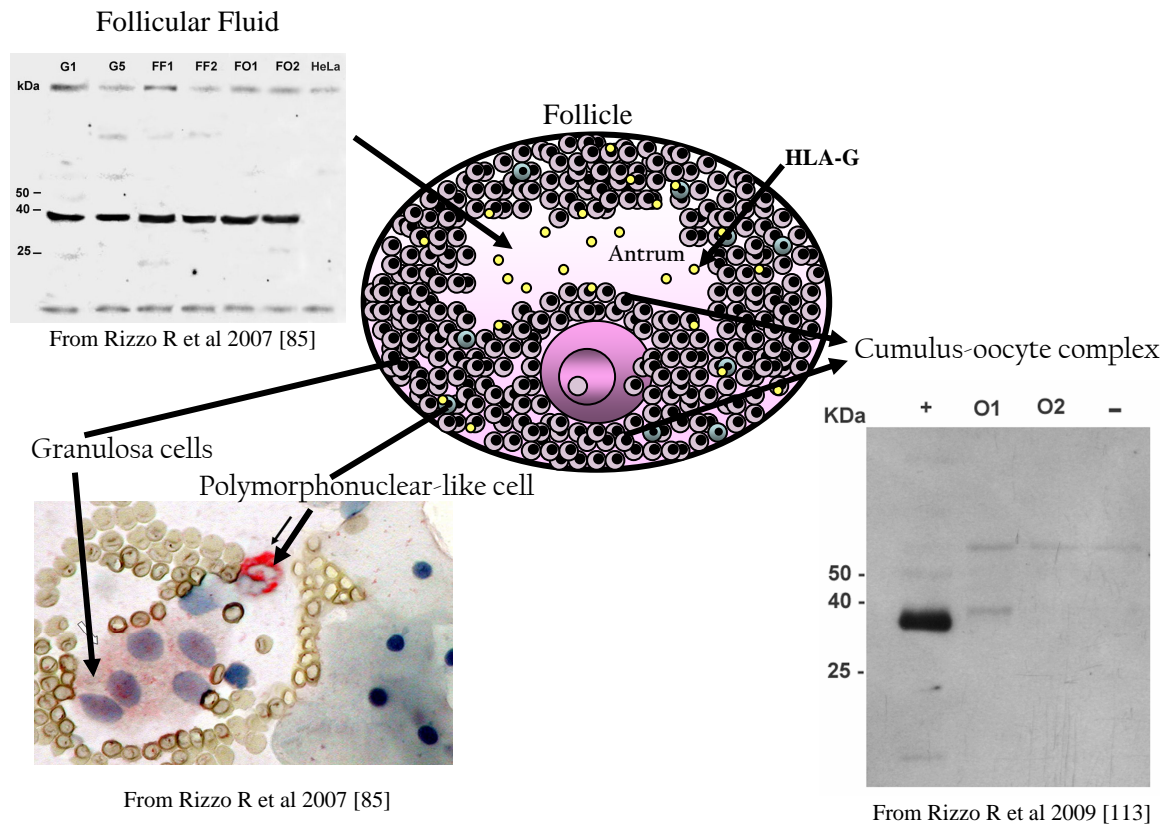 Follicular Fluid
G1 G5 FF1 FF2 FO1 FO2 HeLa
kDa
50 –
40 –
25 –
From Rizzo R et al 2007 [85]
Follicle
HLA-G
Antrum
Cumulus-oocyte complex
Granulosa cells
Polymorphonuclear-like cell
From Rizzo R et al 2007 [85]
+ O1 O2 –
KDa
50 -
40 -
25 -
From Rizzo R et al 2009 [113]